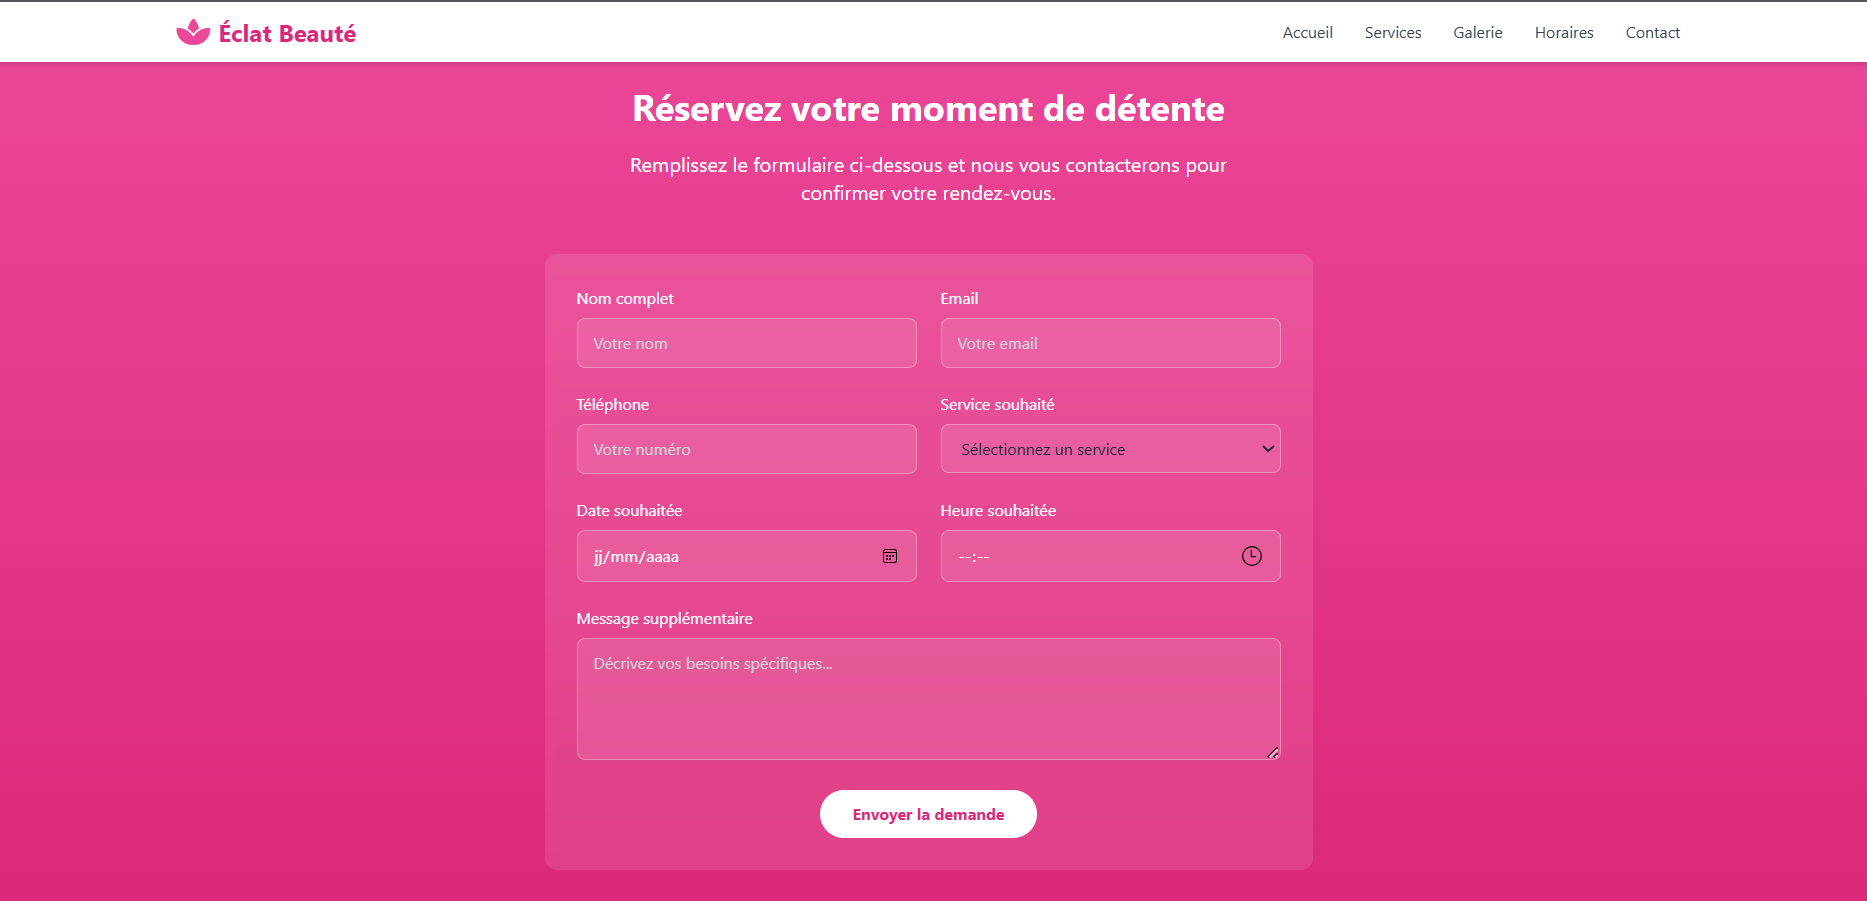 Éclat Beauté
Accueil Services Galerie Horaires Contact
Réservez votre moment de détente
Remplissez le formulaire ci-dessous et nous vous contacterons pour
confirmer votre rendez-vous.
Nom complet
Votre nom
Email
Votre email
Téléphone
Votre numéro
Service souhaité
Sélectionnez un service
Date souhaitée
jj/mm/aaaa
Heure souhaitée
--:--
Message supplémentaire
Décrivez vos besoins spécifiques...
Envoyer la demande